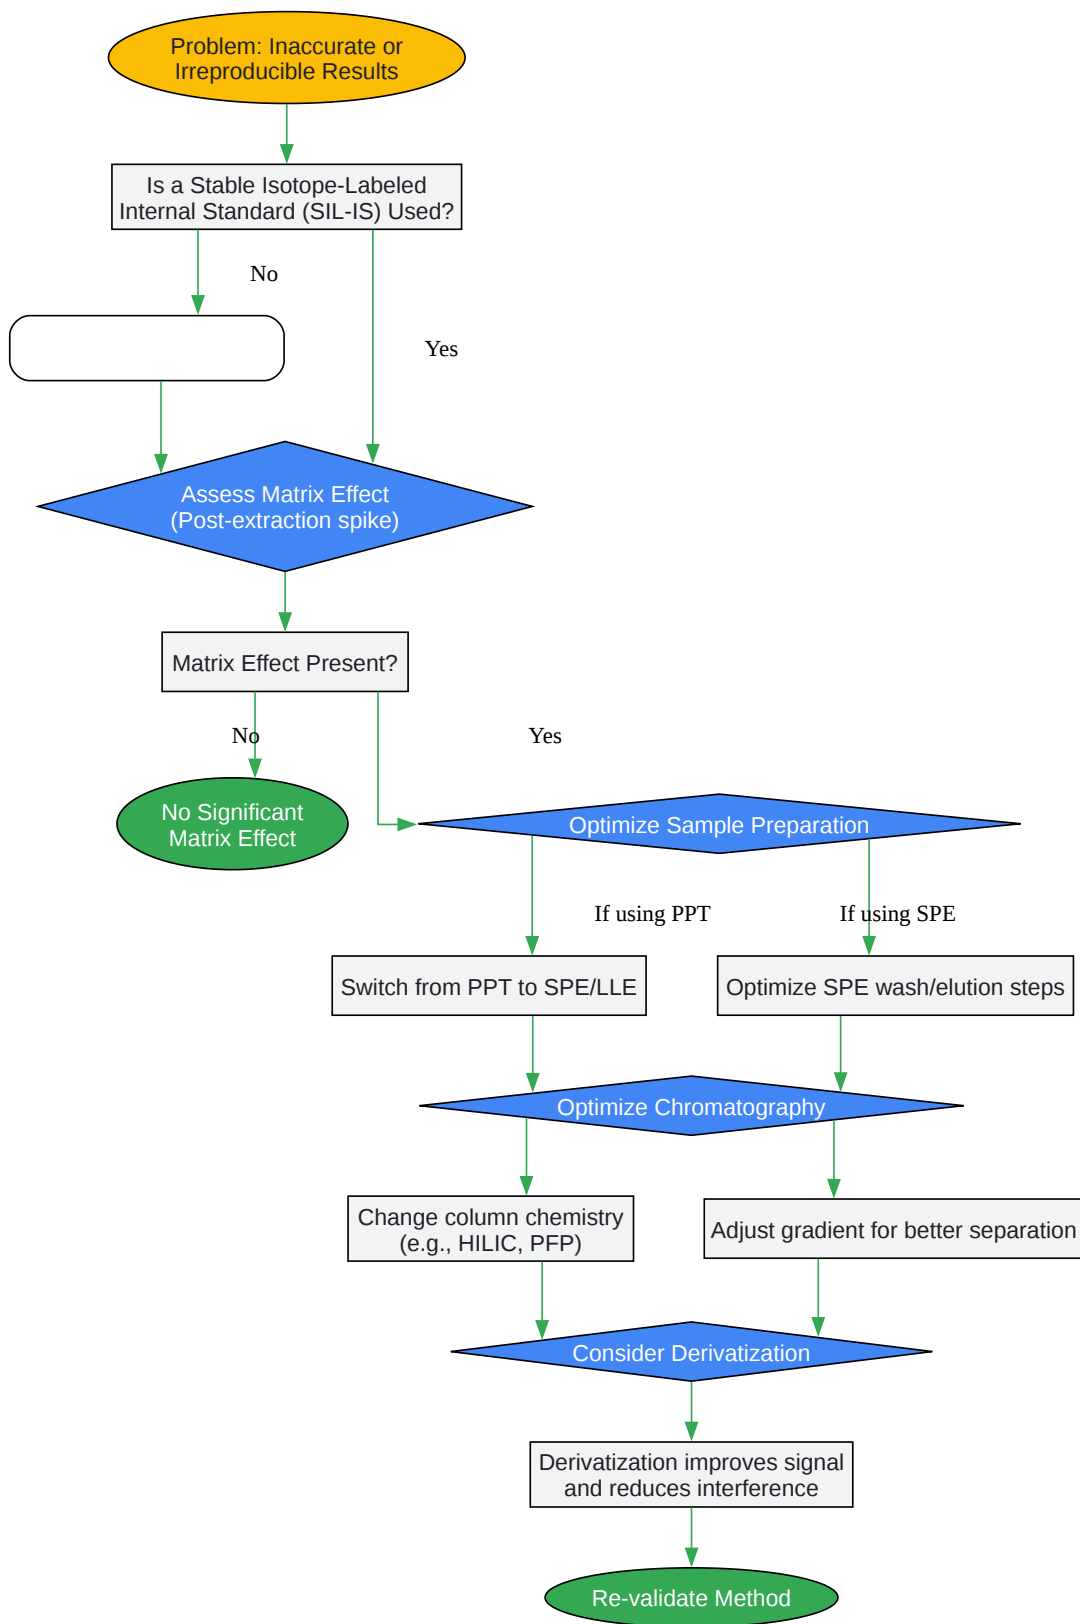 Problem: Inaccurate or
Irreproducible Results
Is a Stable Isotope-Labeled
Internal Standard (SIL-IS) Used?
No
Yes
Assess Matrix Effect
(Post-extraction spike)
Matrix Effect Present?
No
Yes
No Significant
Matrix Effect
Optimize Sample Preparation
If using PPT
If using SPE
Switch from PPT to SPE/LLE
Optimize SPE wash/elution steps
Optimize Chromatography
Change column chemistry
(e.g., HILIC, PFP)
Adjust gradient for better separation
Consider Derivatization
Derivatization improves signal
and reduces interference
Re-validate Method